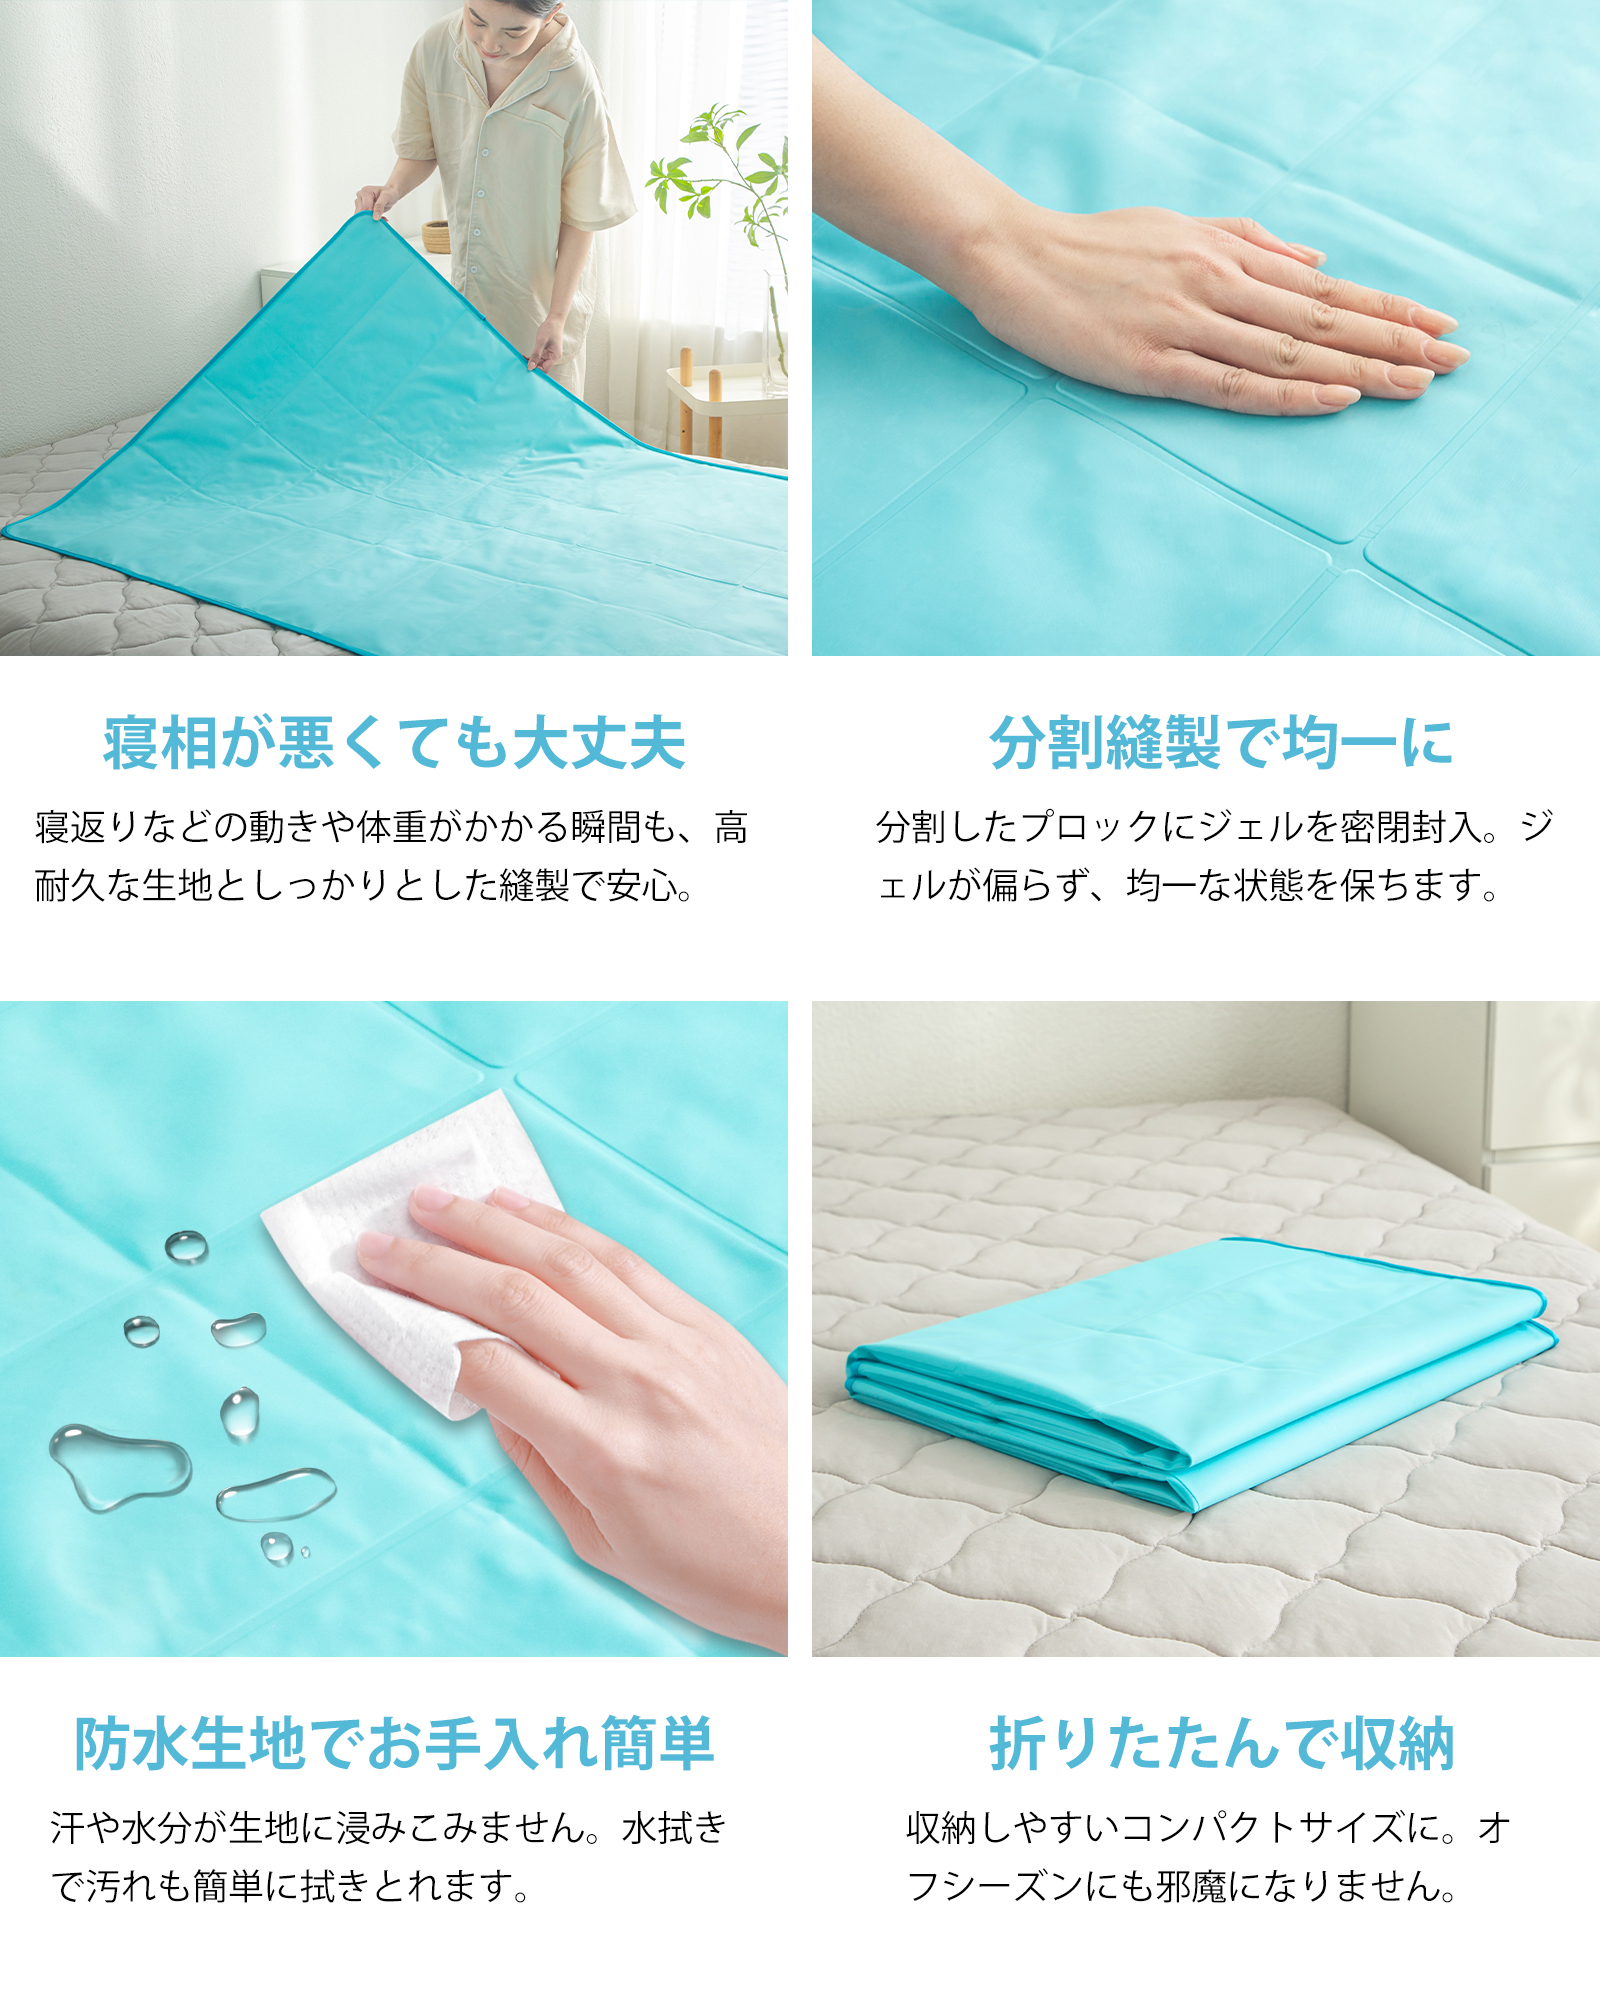 寝相が悪くても大丈夫
寝返りなどの動きや体重がかかる瞬間も、高
耐久な生地としっかりとした縫製で安心。
分割縫製で均一に
分割したブロックにジェルを密閉封入。ジ
ェルが偏らず、均一な状態を保ちます。
防水生地でお手入れ簡単
汗や水分が生地に浸みこみません。水拭き
で汚れも簡単に拭きとれます。
折りたたんで収納
収納しやすいコンパクトサイズに。オ
フシーズンにも邪魔になりません。